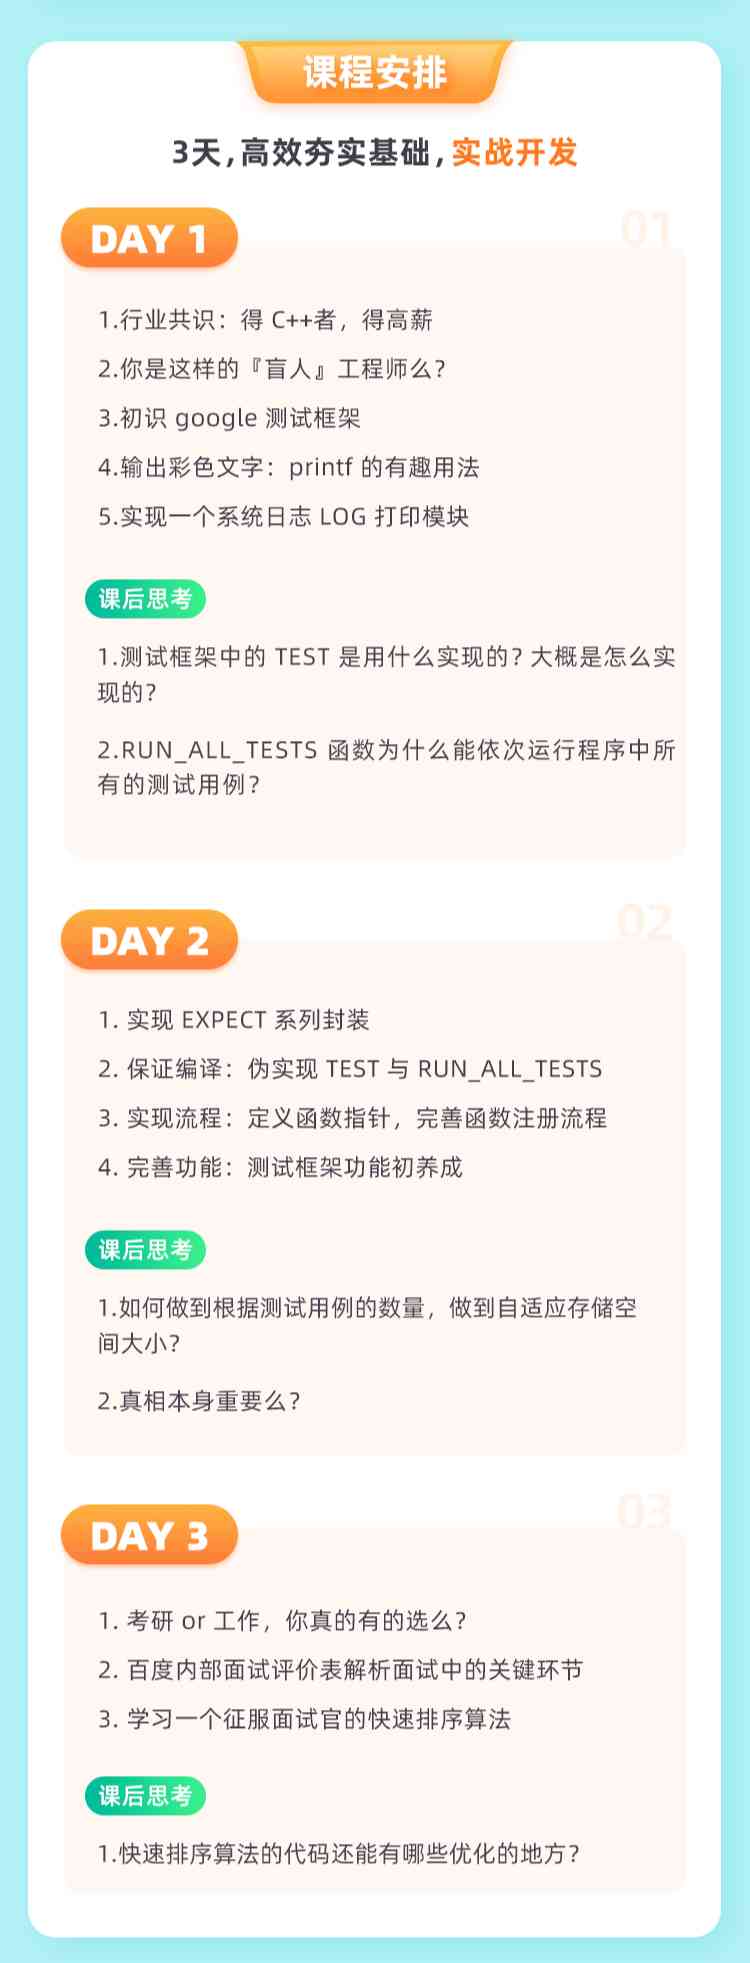 课程安排
3天,高效夯实基础,实战开发
01
DAY 1
1.行业共识：得 C++者，得高薪
2.你是这样的『盲人』工程师么？
3.初识 google 测试框架
4.输出彩色文字：printf 的有趣用法
5.实现一个系统日志 LOG 打印模块
课后思考
1.测试框架中的 TEST 是用什么实现的？大概是怎么实
现的？
2.RUN_ALL_TESTS 函数为什么能依次运行程序中所
有的测试用例？
02
DAY 2
1. 实现 EXPECT 系列封装
2. 保证编译：伪实现 TEST 与 RUN_ALL_TESTS
3. 实现流程：定义函数指针，完善函数注册流程
4. 完善功能：测试框架功能初养成
课后思考
1.如何做到根据测试用例的数量，做到自适应存储空
间大小？
2.真相本身重要么？
03
DAY 3
1. 考研 or 工作，你真的有的选么？
2. 百度内部面试评价表解析面试中的关键环节
3. 学习一个征服面试官的快速排序算法
课后思考
1.快速排序算法的代码还能有哪些优化的地方？